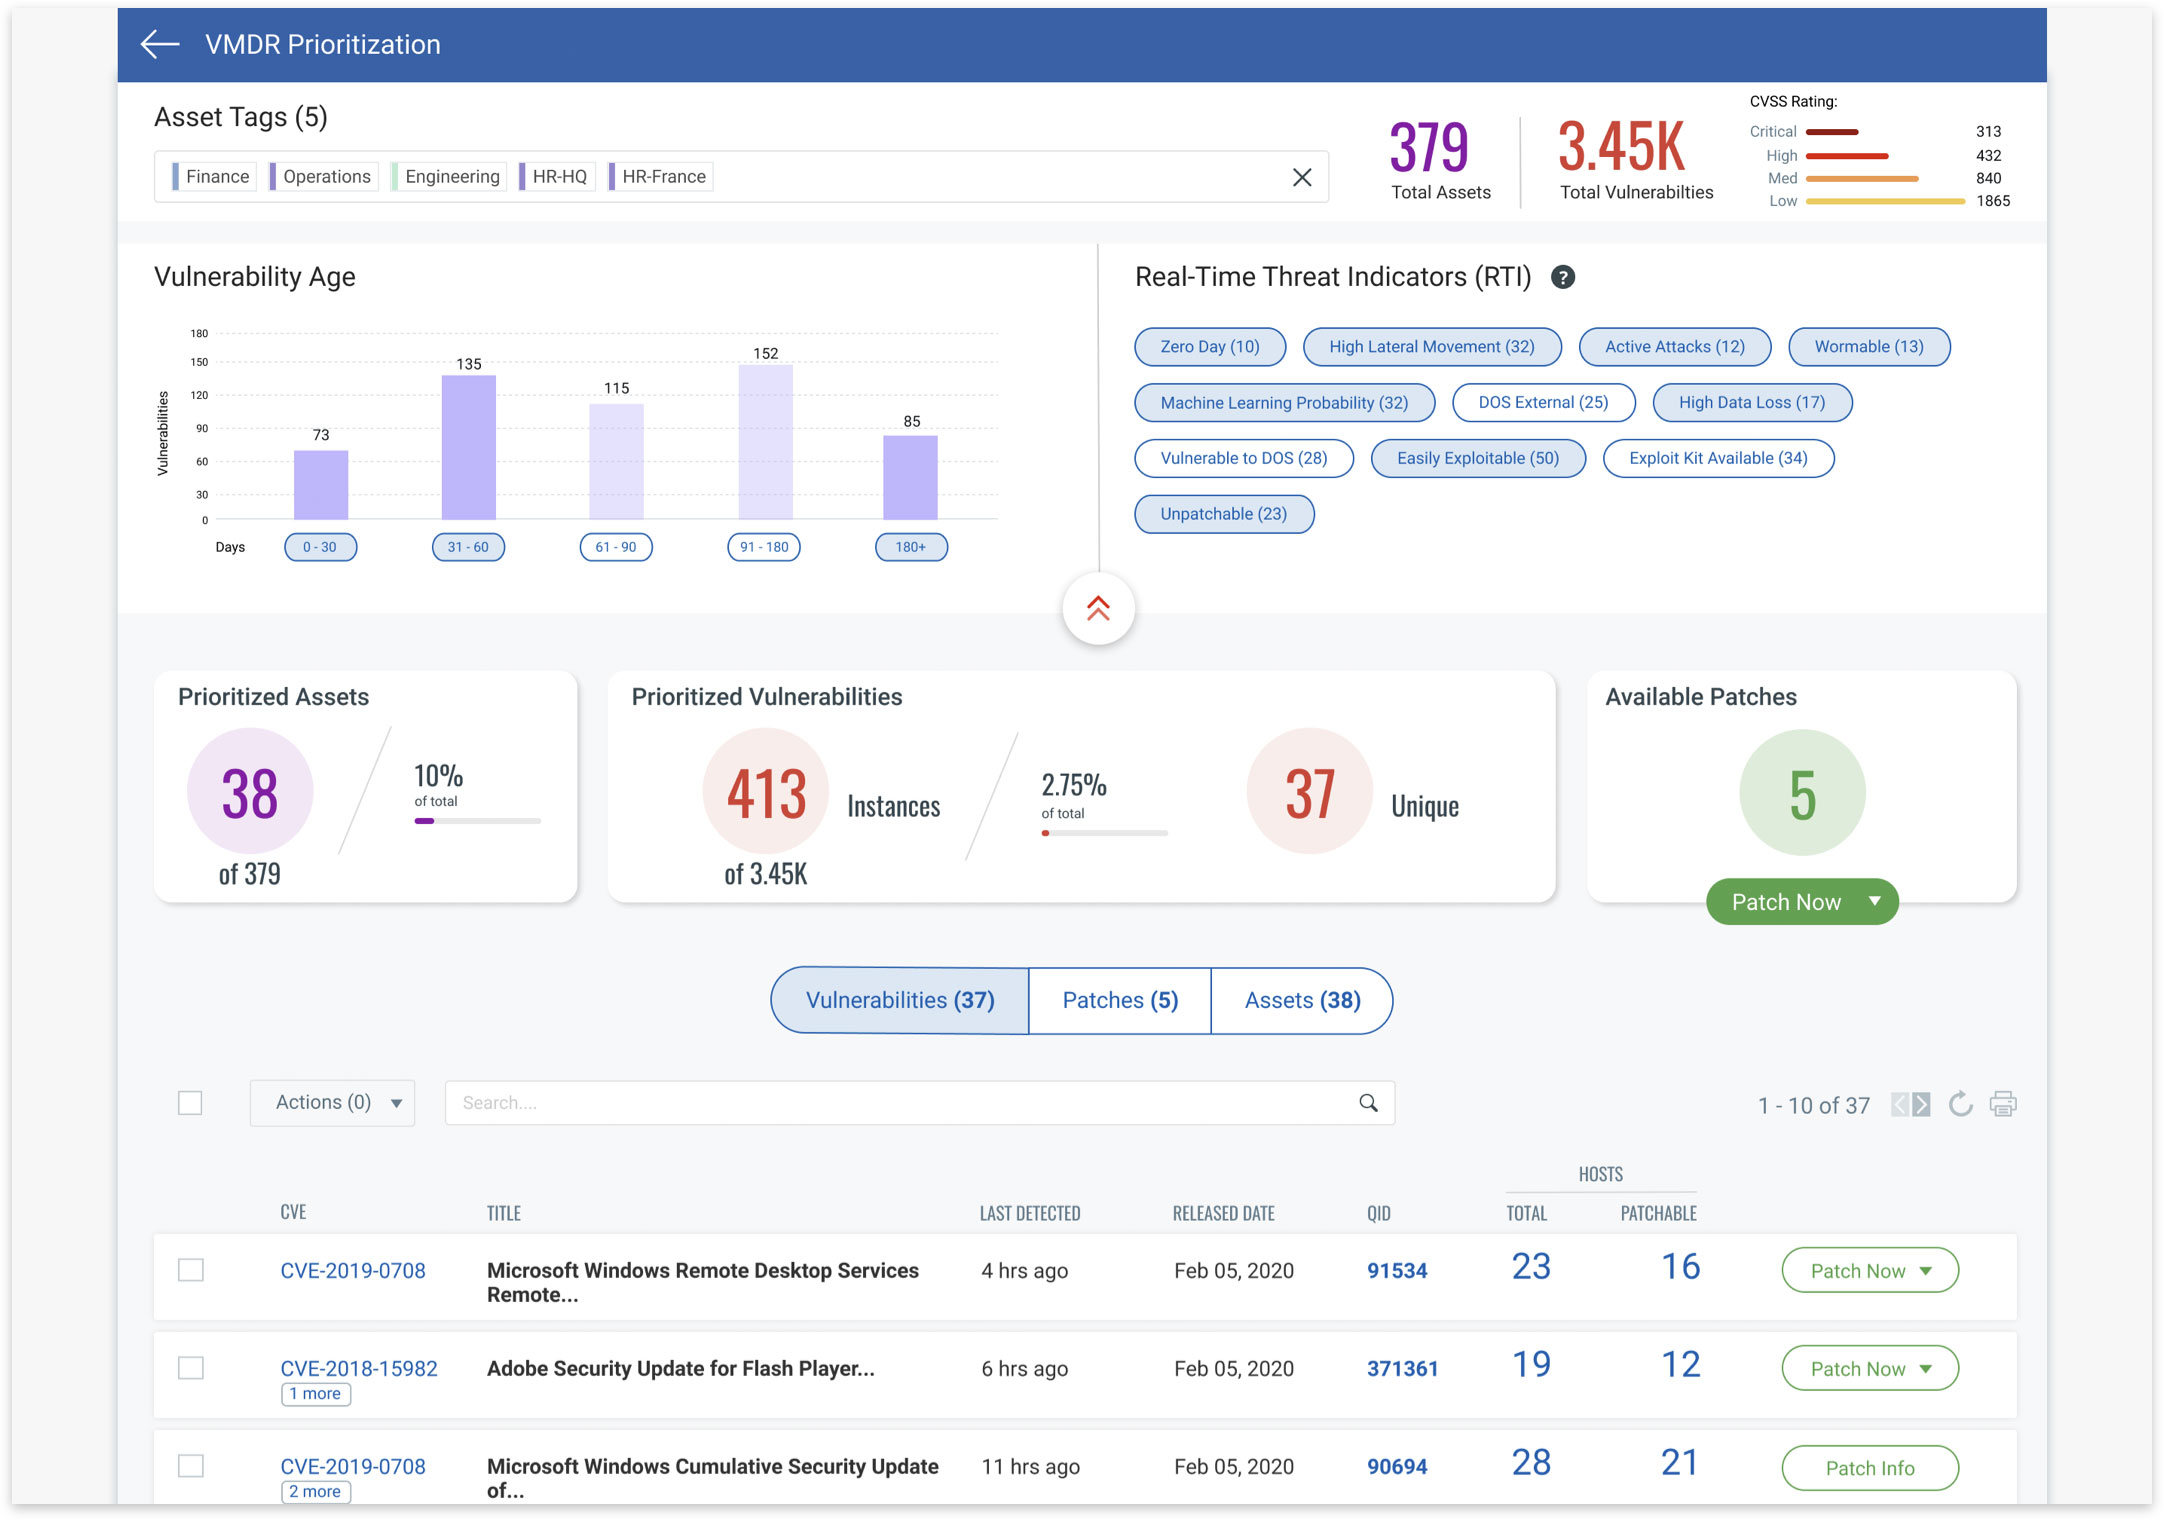 VMDR Prioritization
Asset Tags (5)
Finance
Operations
Engineering
HR-HQ
HR-France
379
Total Assets
3.45K
Total Vulnerabilties
CVSS Rating:
Critical 313
High 432
Med 840
Low 1865
Vulnerability Age
Vulnerabilities
180
150
120
90
60
30
0
73
135
115
152
85
Days
0 - 30
31 - 60
61 - 90
91 - 180
180+
Real-Time Threat Indicators (RTI) ?
Zero Day (10)
High Lateral Movement (32)
Active Attacks (12)
Wormable (13)
Machine Learning Probability (32)
DOS External (25)
High Data Loss (17)
Vulnerable to DOS (28)
Easily Exploitable (50)
Exploit Kit Available (34)
Unpatchable (23)
Prioritized Assets
38
of 379
10%
of total
Prioritized Vulnerabilities
413
Instances
of 3.45K
2.75%
of total
37
Unique
Available Patches
5
Patch Now
Vulnerabilities (37)
Patches (5)
Assets (38)
Actions (0)
Search....
1 - 10 of 37
HOSTS
CVE TITLE LAST DETECTED RELEASED DATE QID TOTAL PATCHABLE
CVE-2019-0708 Microsoft Windows Remote Desktop Services 4 hrs ago Feb 05, 2020 91534 23 16 Patch Now
Remote...
CVE-2018-15982 Adobe Security Update for Flash Player... 6 hrs ago Feb 05, 2020 371361 19 12 Patch Now
1 more
CVE-2019-0708 Microsoft Windows Cumulative Security Update 11 hrs ago Feb 05, 2020 90694 28 21 Patch Info
2 more of...